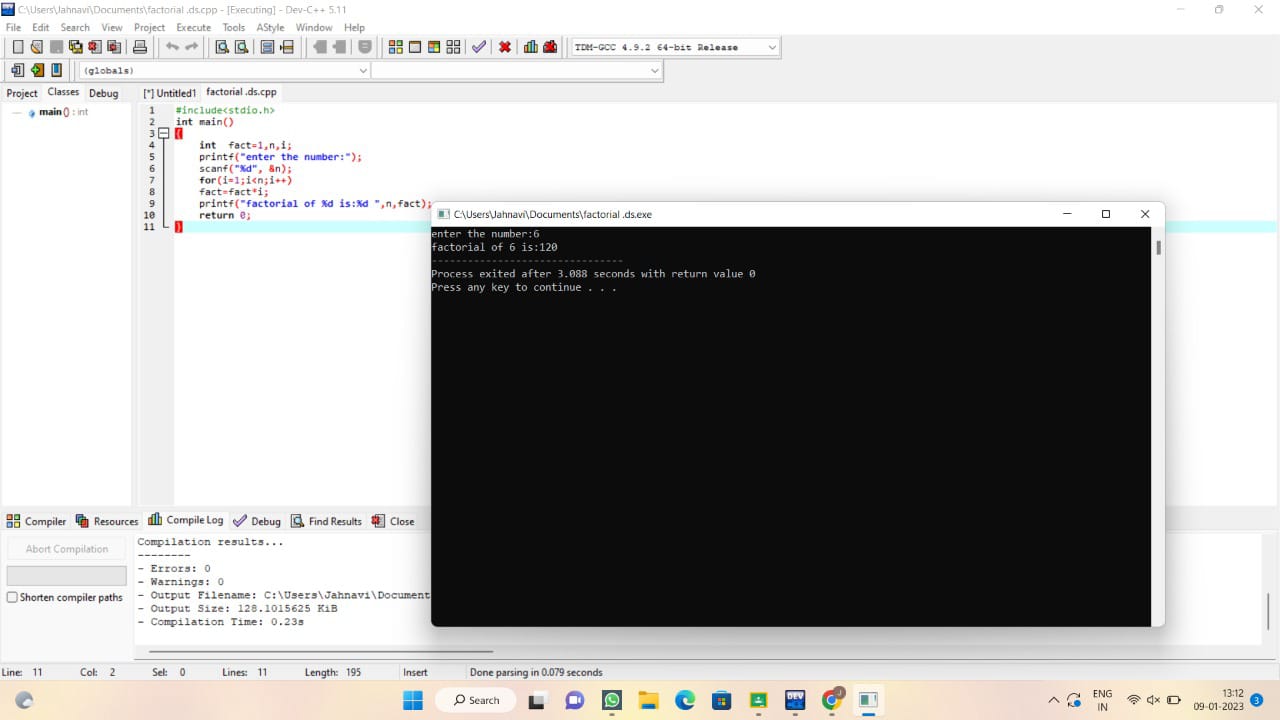 C:\Users\Jahnavi\Documents\factorial .ds.cpp - [Executing] - Dev-C++ 5.11
File Edit Search View Project Execute Tools AStyle Window Help
TDM-GCC 4.9.2 64-bit Release
(globals)
Project Classes Debug
[*] Untitled1 factorial .ds.cpp
main() : int
1 #include<stdio.h>
2 int main()
3 {
4 int  fact=1,n,i;
5 printf("enter the number:");
6 scanf("%d", &n);
7 for(i=1;i<n;i++)
8 fact=fact*i;
9 printf("factorial of %d is:%d ",n,fact);
10 return 0;
11 }
C:\Users\Jahnavi\Documents\factorial .ds.exe
enter the number:6
factorial of 6 is:120
--------------------------------
Process exited after 3.088 seconds with return value 0
Press any key to continue . . .
Compiler Resources Compile Log Debug Find Results Close
Abort Compilation
Shorten compiler paths
Compilation results...
--------
- Errors: 0
- Warnings: 0
- Output Filename: C:\Users\Jahnavi\Document
- Output Size: 128.1015625 KiB
- Compilation Time: 0.23s
Line: 11 Col: 2 Sel: 0 Lines: 11 Length: 195 Insert Done parsing in 0.079 seconds
Search
DEV
J
ENG
IN
13:12
09-01-2023
3